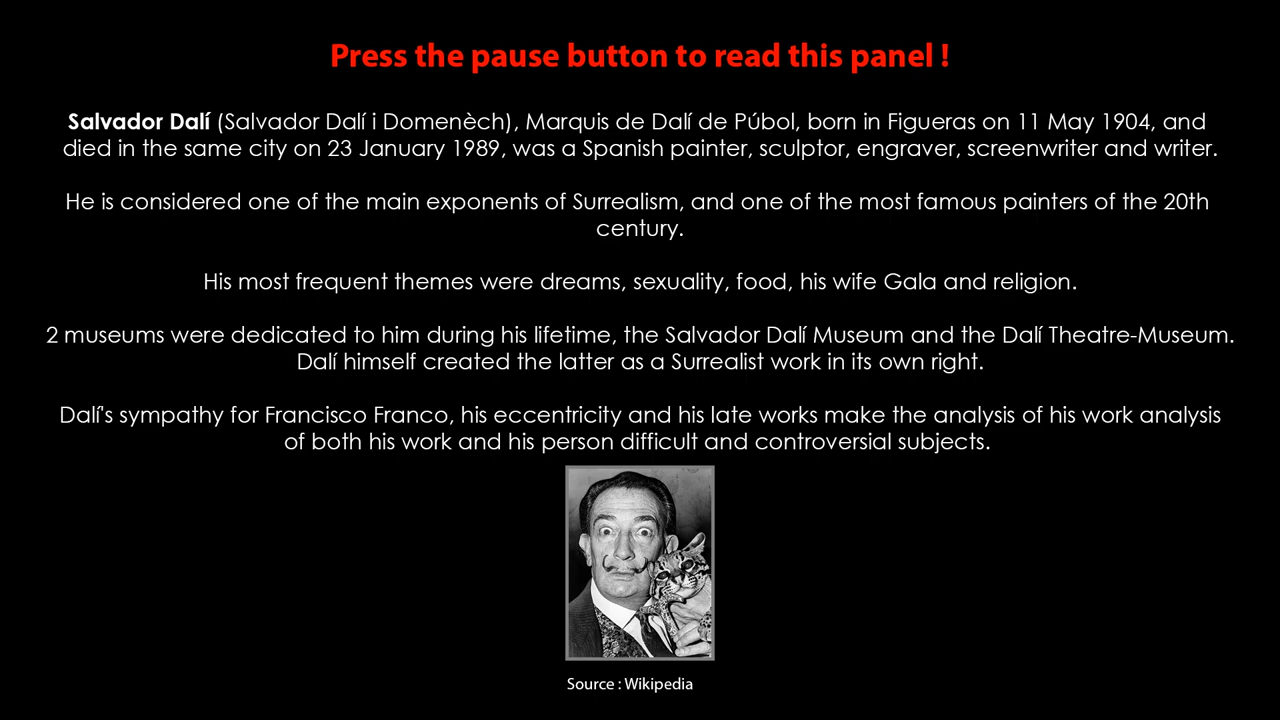 Press the pause button to read this panel !
Salvador Dalí (Salvador Dalí i Domenèch), Marquis de Dalí de Púbol, born in Figueras on 11 May 1904, and
died in the same city on 23 January 1989, was a Spanish painter, sculptor, engraver, screenwriter and writer.
He is considered one of the main exponents of Surrealism, and one of the most famous painters of the 20th
century.
His most frequent themes were dreams, sexuality, food, his wife Gala and religion.
2 museums were dedicated to him during his lifetime, the Salvador Dalí Museum and the Dalí Theatre-Museum.
Dalí himself created the latter as a Surrealist work in its own right.
Dalí's sympathy for Francisco Franco, his eccentricity and his late works make the analysis of his work analysis
of both his work and his person difficult and controversial subjects.
Source : Wikipedia